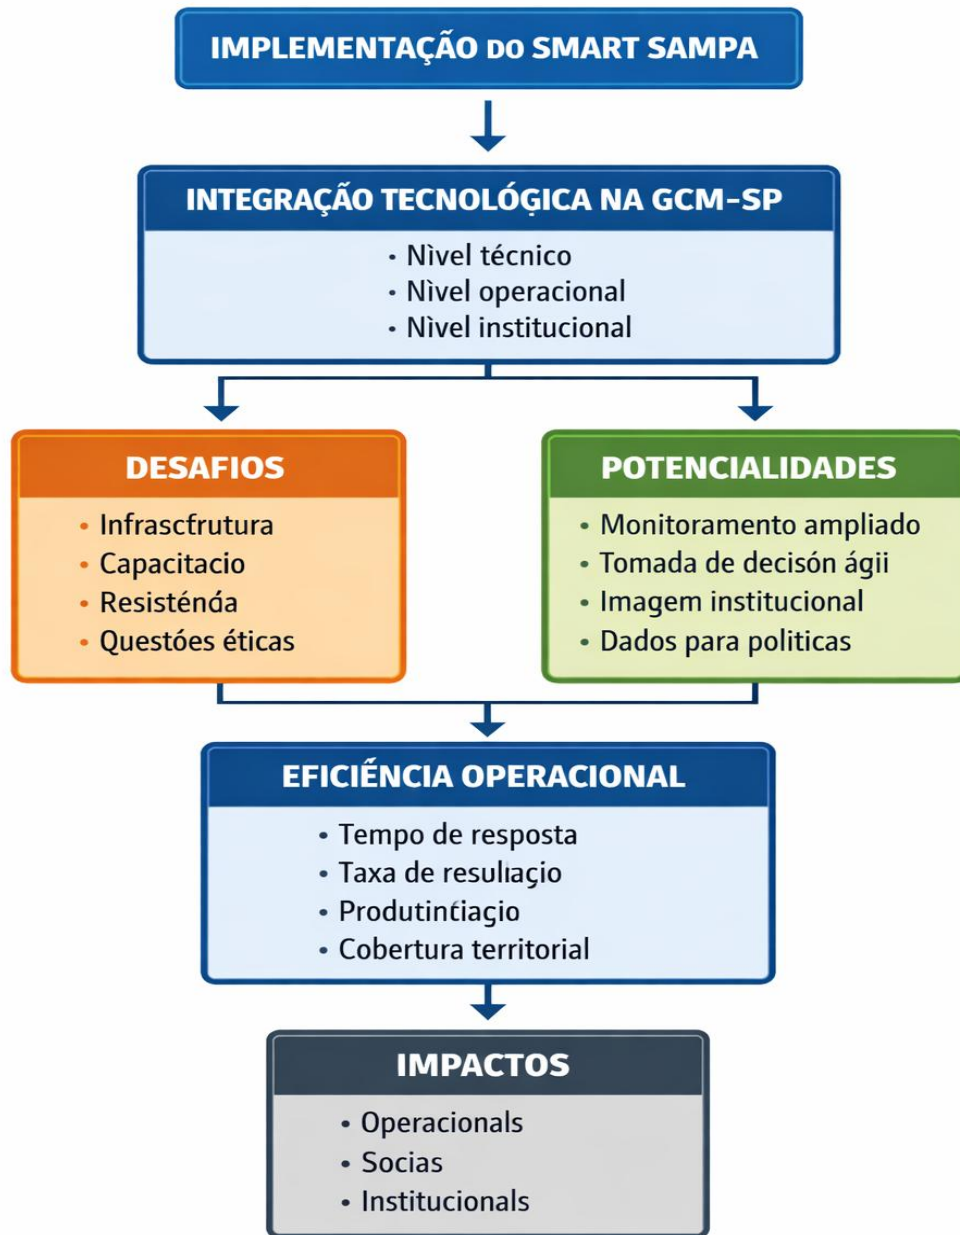 IMPLEMENTAÇÃO DO SMART SAMPA
INTEGRAÇÃO TECNOLÓGICA NA GCM-SP
• Nìvel técnico
• Nìvel operacional
• Nìvel institucional
DESAFIOS
• Infrascfrutura
• Capacitacio
• Resisténda
• Questóes éticas
POTENCIALIDADES
• Monitoramento ampliado
• Tomada de decisón ágii
• Imagem institucional
• Dados para politicas
EFICIÉNCIA OPERACIONAL
• Tempo de resposta
• Taxa de resuliaçio
• Produtintiaçio
• Cobertura territorial
IMPACTOS
• Operacionals
• Socias
• Institucionals